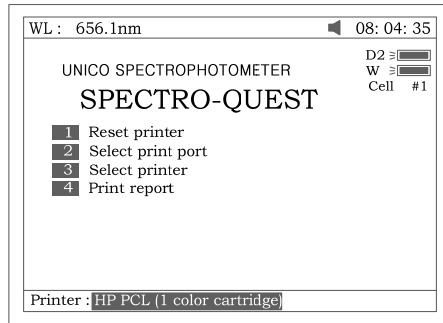 WL : 656.1nm 08: 04: 35
D2
W
Cell #1
UNICO SPECTROPHOTOMETER
SPECTRO-QUEST
1 Reset printer
2 Select print port
3 Select printer
4 Print report
Printer : HP PCL (1 color cartridge)